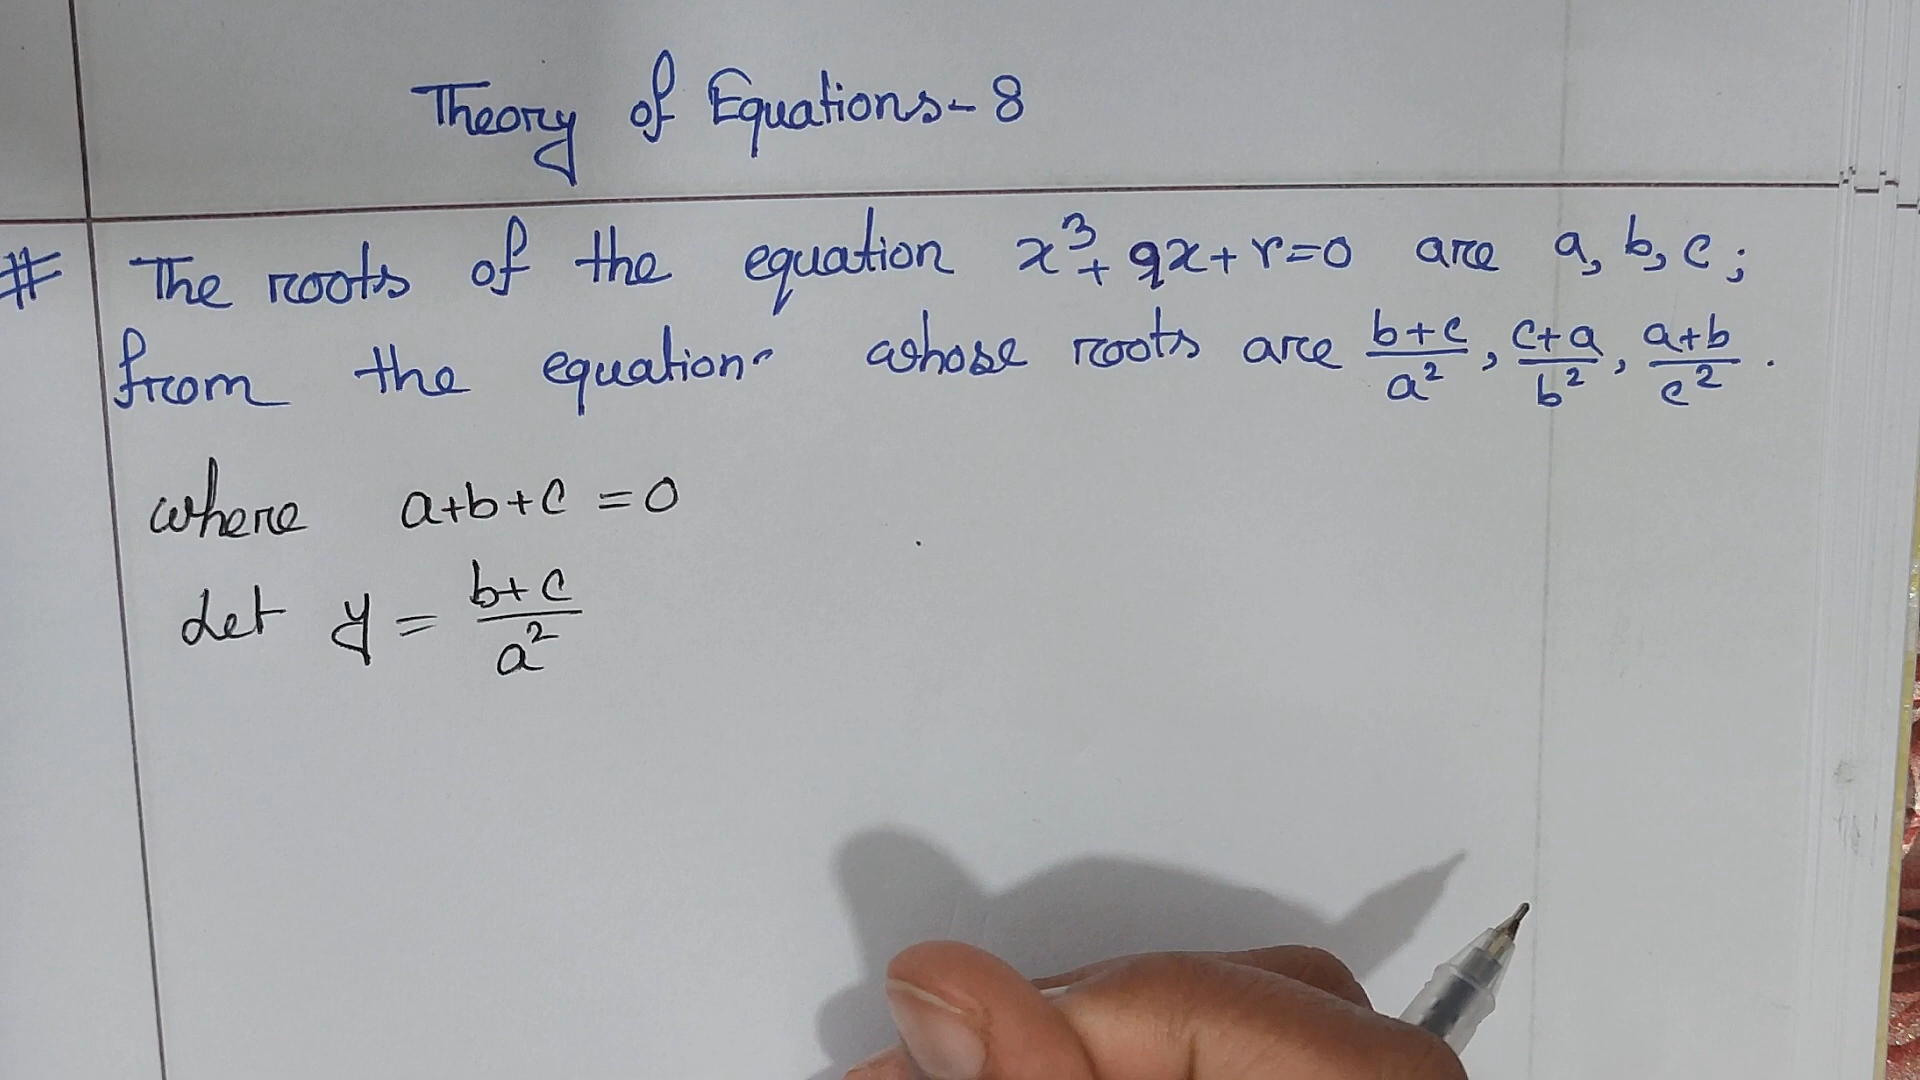 Theory of Equations-8
# The roots of the equation x³+qx+r=0 are a, b, c;
from the equation whose roots are (b+c)/a², (c+a)/b², (a+b)/c².
where a+b+c=0
Let y = (b+c)/a²